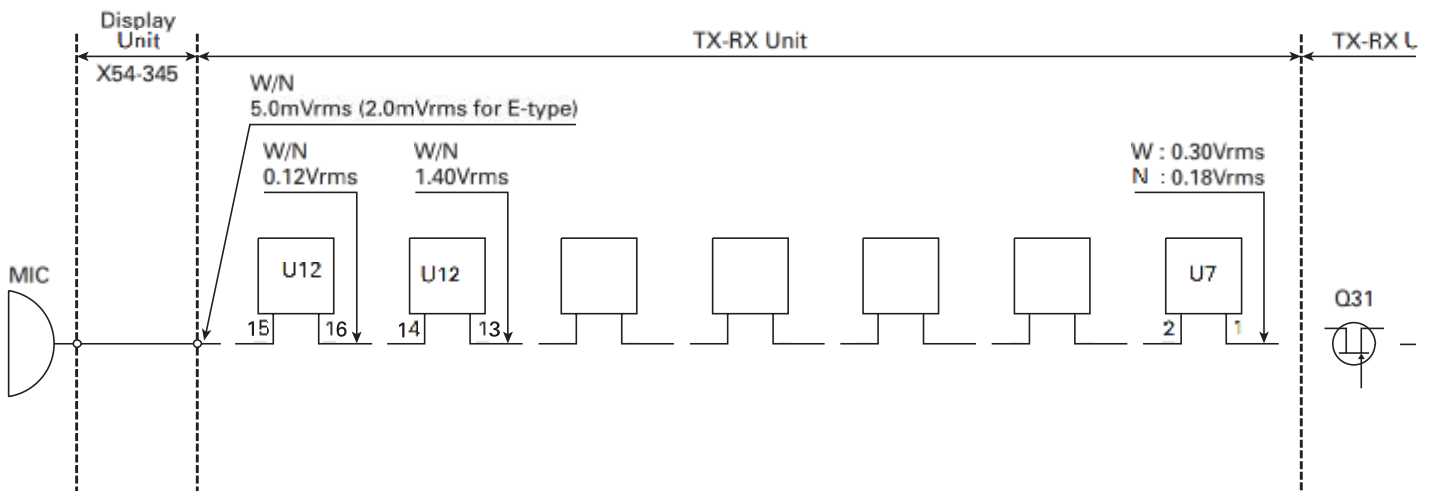 Display
Unit
X54-345
TX-RX Unit
TX-RX
W/N
5.0mVrms (2.0mVrms for E-type)
W/N
0.12Vrms
W/N
1.40Vrms
W : 0.30Vrms
N : 0.18Vrms
MIC
U12
U12
U7
Q31
15
16
14
13
2
1